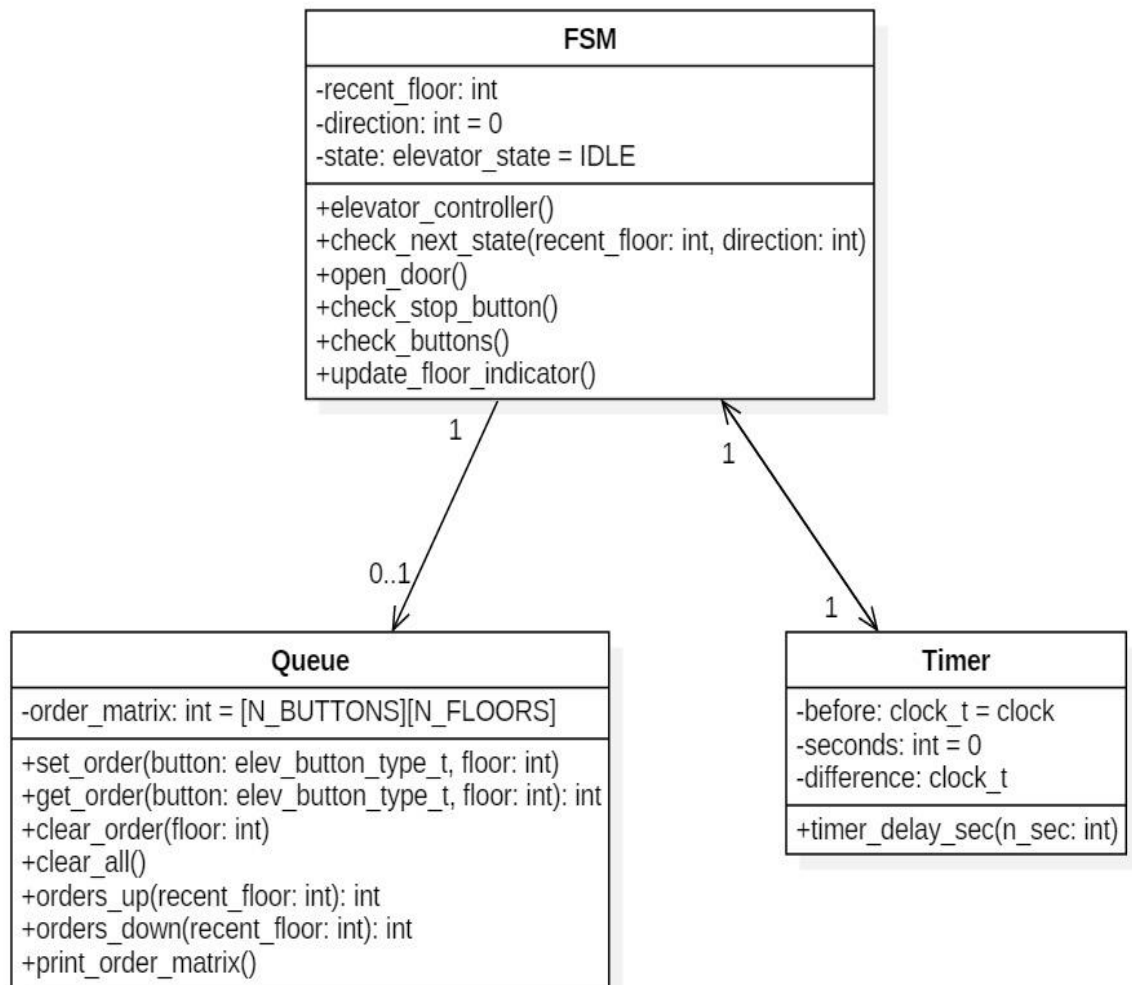 FSM
-recent_floor: int
-direction: int = 0
-state: elevator_state = IDLE
+elevator_controller()
+check_next_state(recent_floor: int, direction: int)
+open_door()
+check_stop_button()
+check_buttons()
+update_floor_indicator()
1
1
0..1
1
Queue
-order_matrix: int = [N_BUTTONS][N_FLOORS]
+set_order(button: elev_button_type_t, floor: int)
+get_order(button: elev_button_type_t, floor: int): int
+clear_order(floor: int)
+clear_all()
+orders_up(recent_floor: int): int
+orders_down(recent_floor: int): int
+print_order_matrix()
Timer
-before: clock_t = clock
-seconds: int = 0
-difference: clock_t
+timer_delay_sec(n_sec: int)